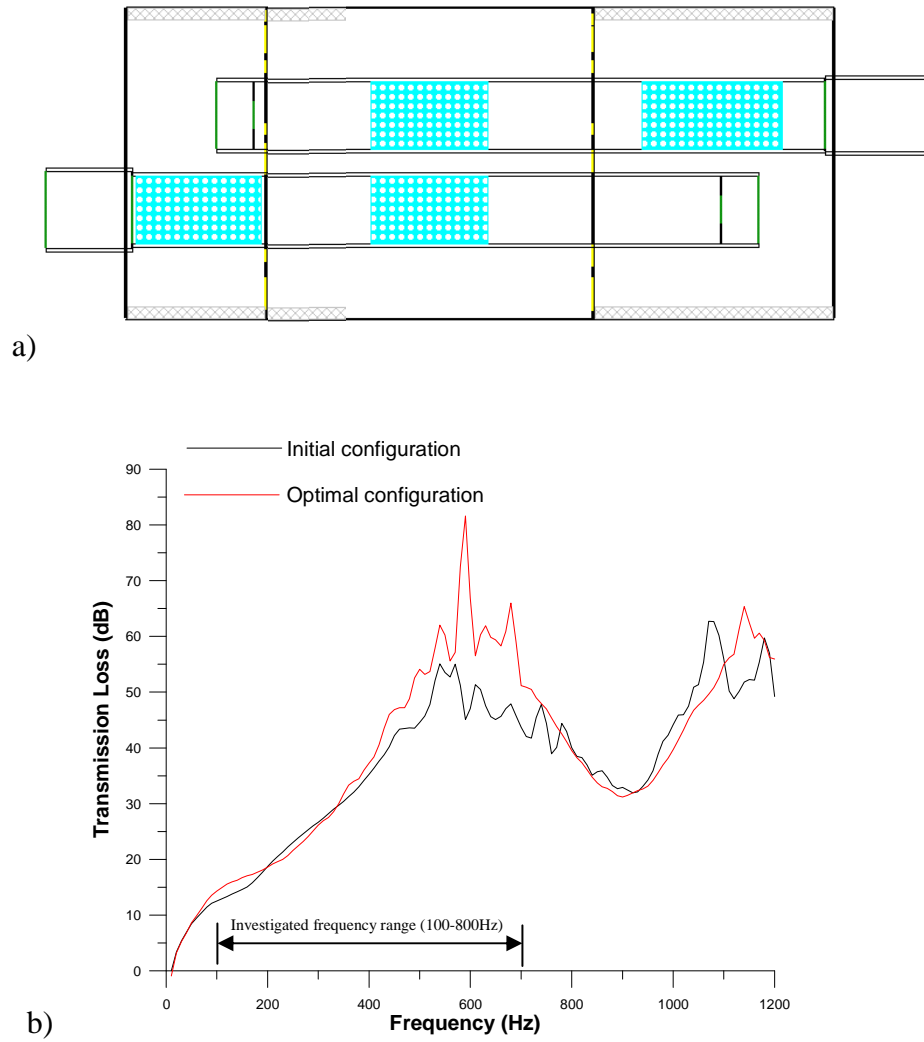 a)
Initial configuration
Optimal configuration
90
80
70
60
50
40
30
20
10
0
Transmission Loss (dB)
Investigated frequency range (100-800Hz)
0 200 400 600 800 1000 1200
Frequency (Hz)
b)